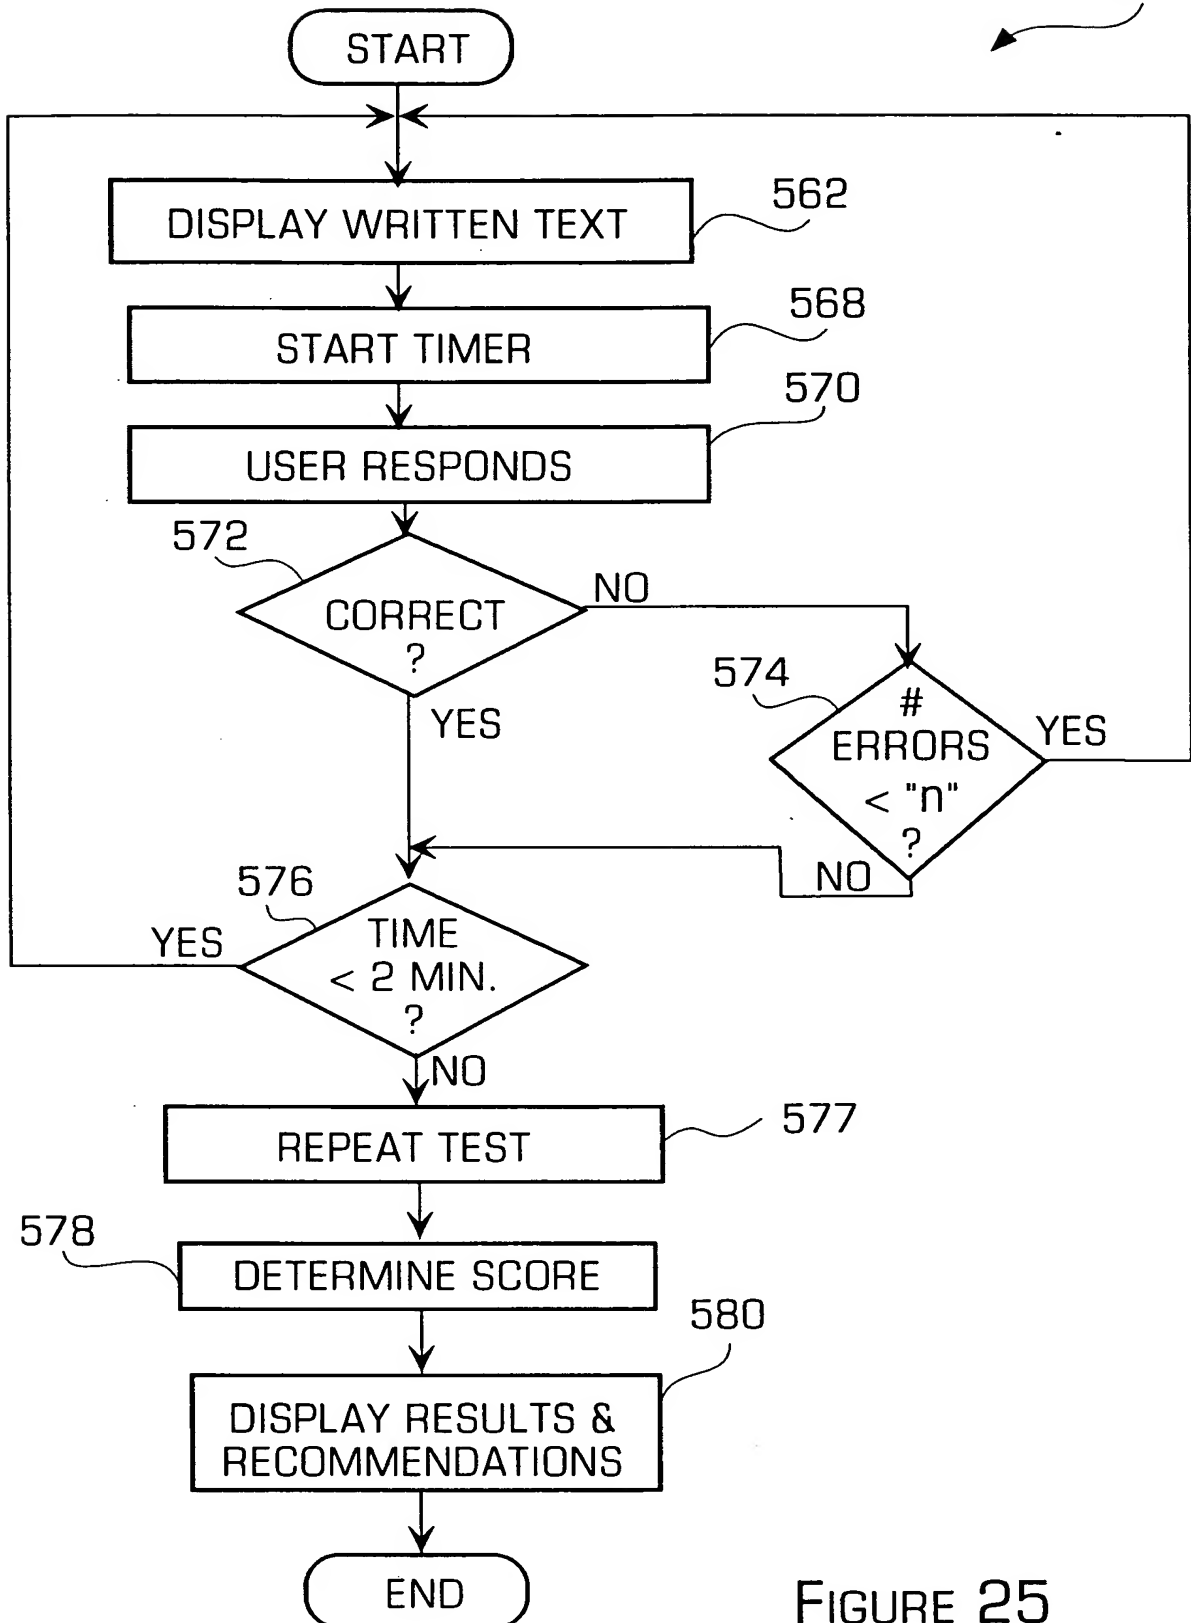 START
562
DISPLAY WRITTEN TEXT
568
START TIMER
570
USER RESPONDS
572
NO
CORRECT
?
YES
574
#
ERRORS
< "n"
?
YES
NO
576
YES
TIME
< 2 MIN.
?
NO
577
REPEAT TEST
578
DETERMINE SCORE
580
DISPLAY RESULTS &
RECOMMENDATIONS
END
FIGURE 25